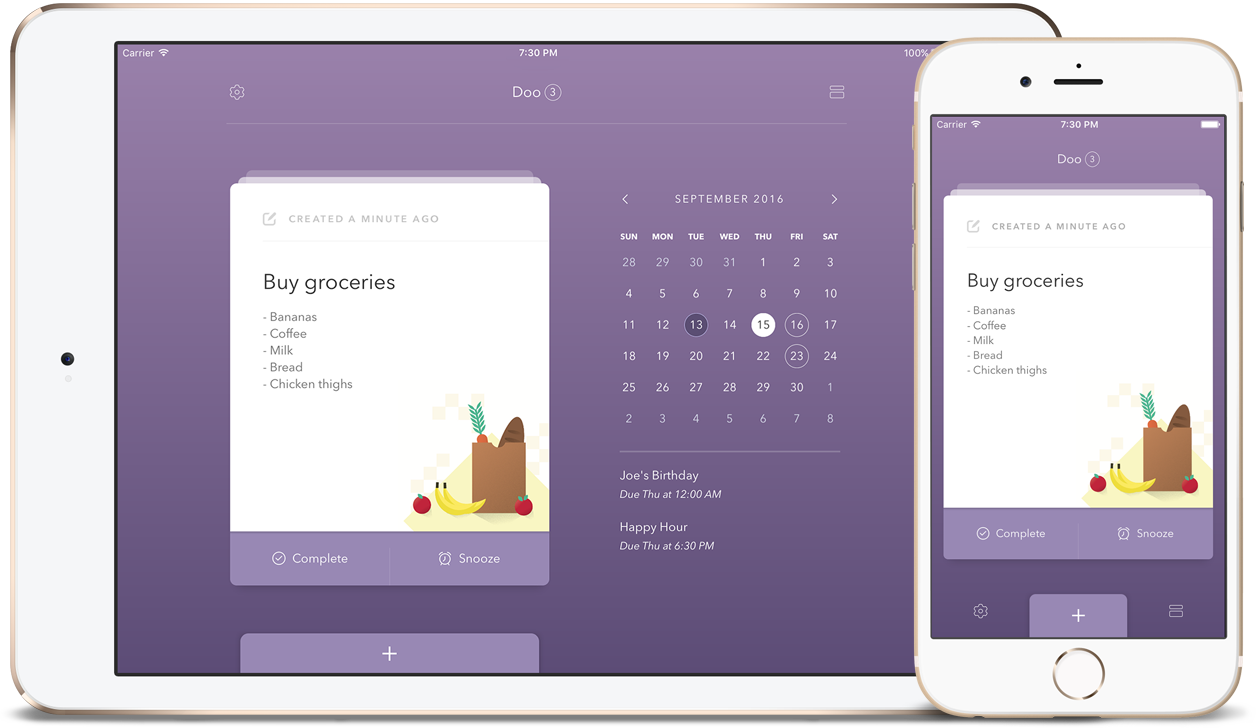 Carrier 7:30 PM 100%
Doo 3
CREATED A MINUTE AGO
Buy groceries
- Bananas
- Coffee
- Milk
- Bread
- Chicken thighs
Complete Snooze
+
SEPTEMBER 2016
SUN MON TUE WED THU FRI SAT
28 29 30 31 1 2 3
4 5 6 7 8 9 10
11 12 13 14 15 16 17
18 19 20 21 22 23 24
25 26 27 28 29 30 1
2 3 4 5 6 7 8
Joe's Birthday
Due Thu at 12:00 AM
Happy Hour
Due Thu at 6:30 PM
Carrier 7:30 PM
Doo 3
CREATED A MINUTE AGO
Buy groceries
- Bananas
- Coffee
- Milk
- Bread
- Chicken thighs
Complete Snooze
+